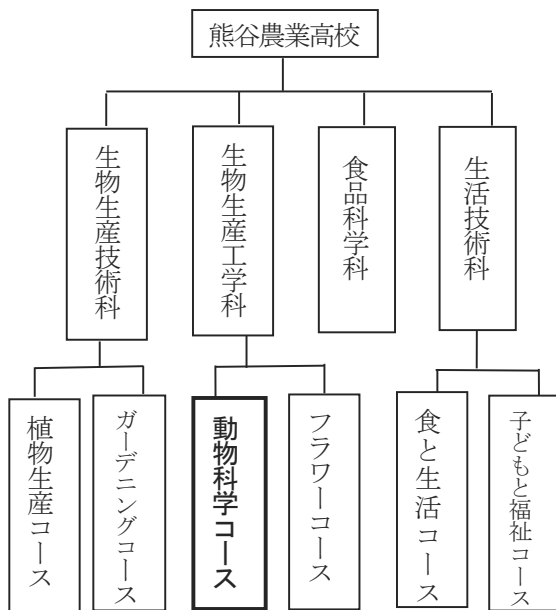 熊谷農業高校
生物生産技術科
生物生産工学科
食品科学科
生活技術科
植物生産コース
ガーデニングコース
動物科学コース
フラワーコース
食と生活コース
子どもと福祉コース